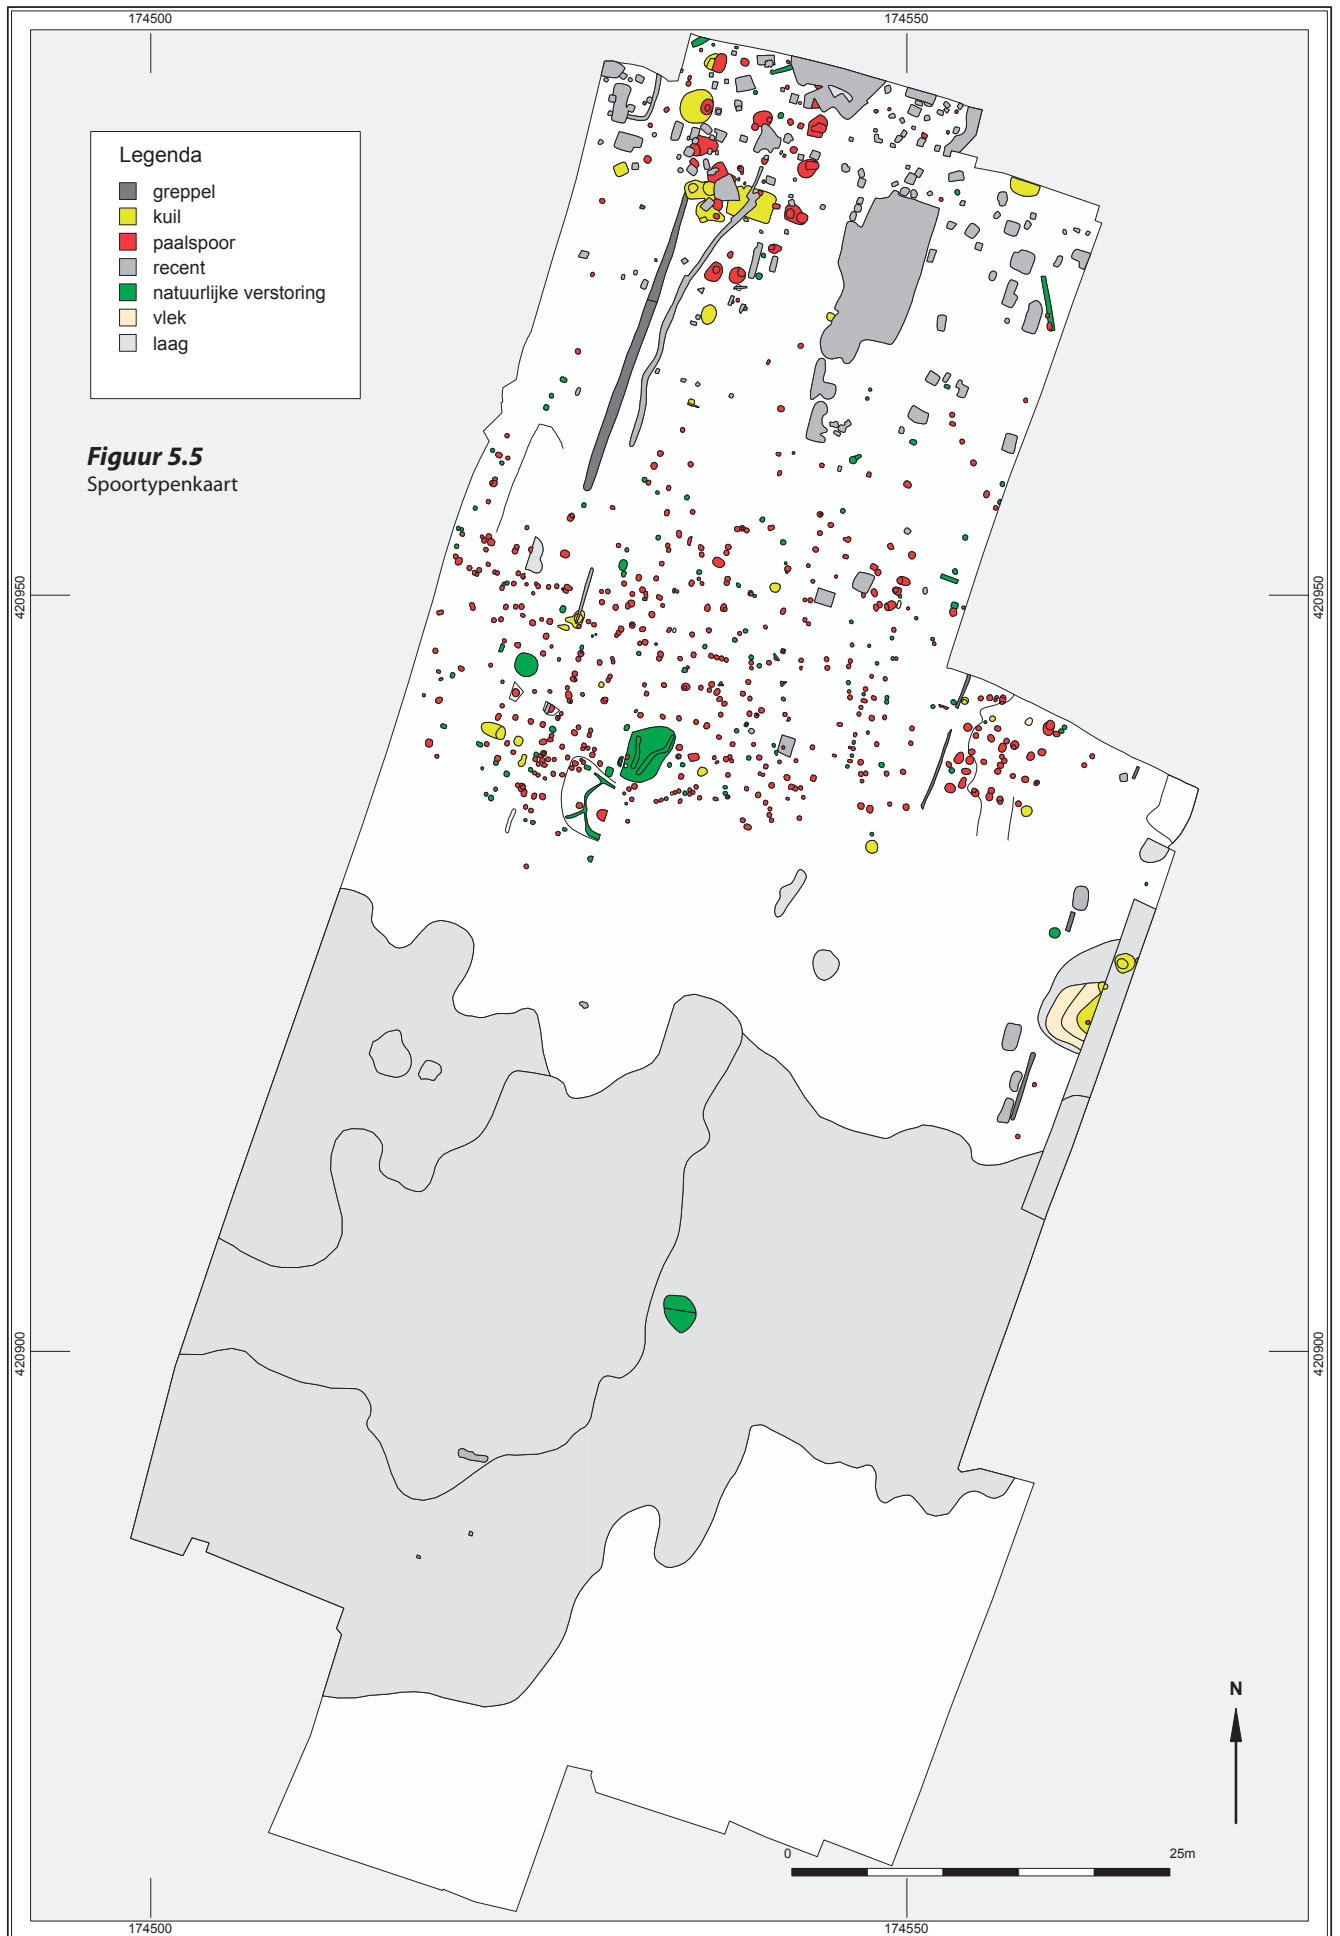 174500
174550
Legenda
greppel
kuil
paalspoor
recent
natuurlijke verstoring
vlek
laag
Figuur 5.5
Spoortypenkaart
420950
420950
420900
420900
N
0
25m
174500
174550